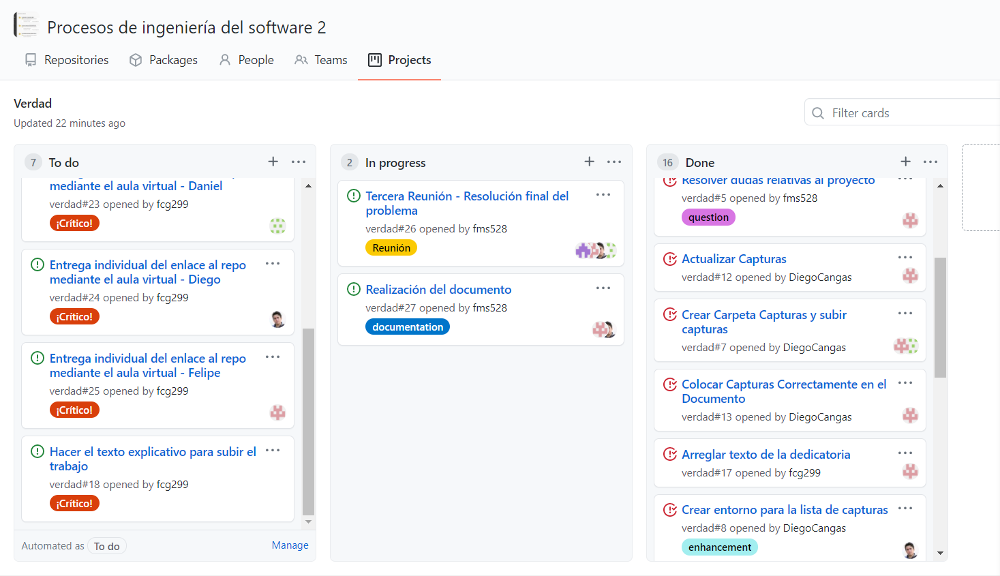 Procesos de ingeniería del software 2
Repositories
Packages
People
Teams
Projects
Verdad
Updated 22 minutes ago
Filter cards
7 To do
mediante el aula virtual - Daniel
verdad#23 opened by fcg299
¡Crítico!
Entrega individual del enlace al repo
mediante el aula virtual - Diego
verdad#24 opened by fcg299
¡Crítico!
Entrega individual del enlace al repo
mediante el aula virtual - Felipe
verdad#25 opened by fcg299
¡Crítico!
Hacer el texto explicativo para subir el
trabajo
verdad#18 opened by fcg299
¡Crítico!
Automated as To do
Manage
2 In progress
Tercera Reunión - Resolución final del
problema
verdad#26 opened by fms528
Reunión
Realización del documento
verdad#27 opened by fms528
documentation
16 Done
Resolver dudas relativas al proyecto
verdad#5 opened by fms528
question
Actualizar Capturas
verdad#12 opened by DiegoCangas
Crear Carpeta Capturas y subir
capturas
verdad#7 opened by DiegoCangas
Colocar Capturas Correctamente en el
Documento
verdad#13 opened by DiegoCangas
Arreglar texto de la dedicatoria
verdad#17 opened by fcg299
Crear entorno para la lista de capturas
verdad#8 opened by DiegoCangas
enhancement